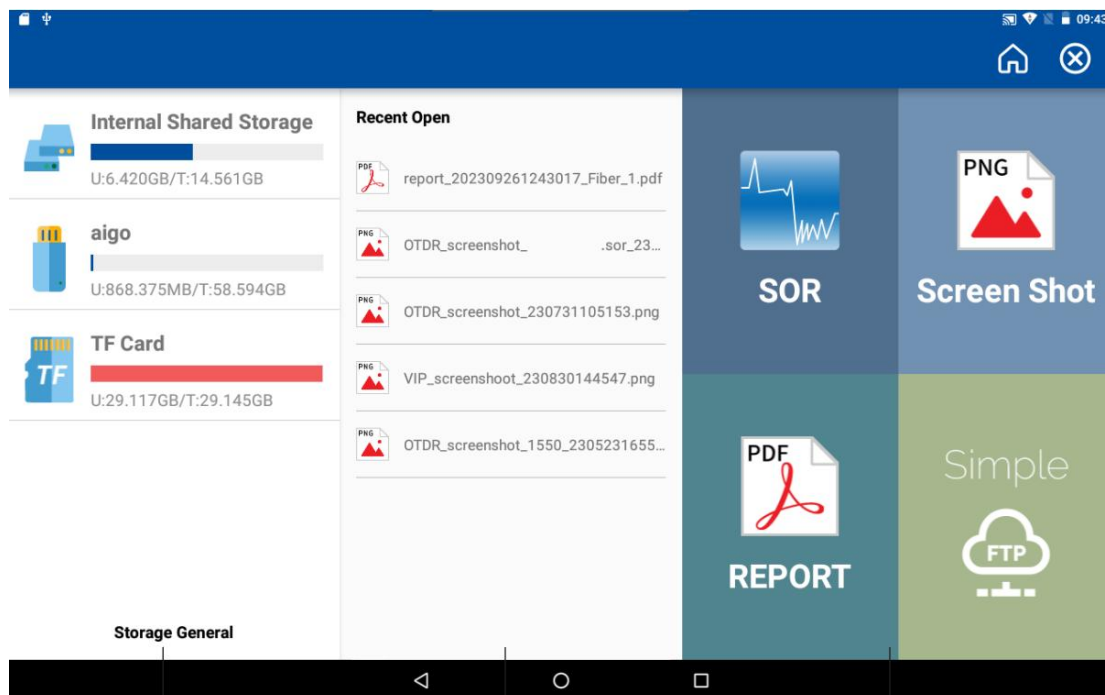 09:43
Internal Shared Storage
U:6.420GB/T:14.561GB
aigo
U:868.375MB/T:58.594GB
TF
TF Card
U:29.117GB/T:29.145GB
Storage General
Recent Open
PDF
report_202309261243017_Fiber_1.pdf
PNG
OTDR_screenshot_ .sor_23...
PNG
OTDR_screenshot_230731105153.png
PNG
VIP_screenshoot_230830144547.png
PNG
OTDR_screenshot_1550_2305231655...
SOR
PNG
Screen Shot
PDF
REPORT
Simple
FTP